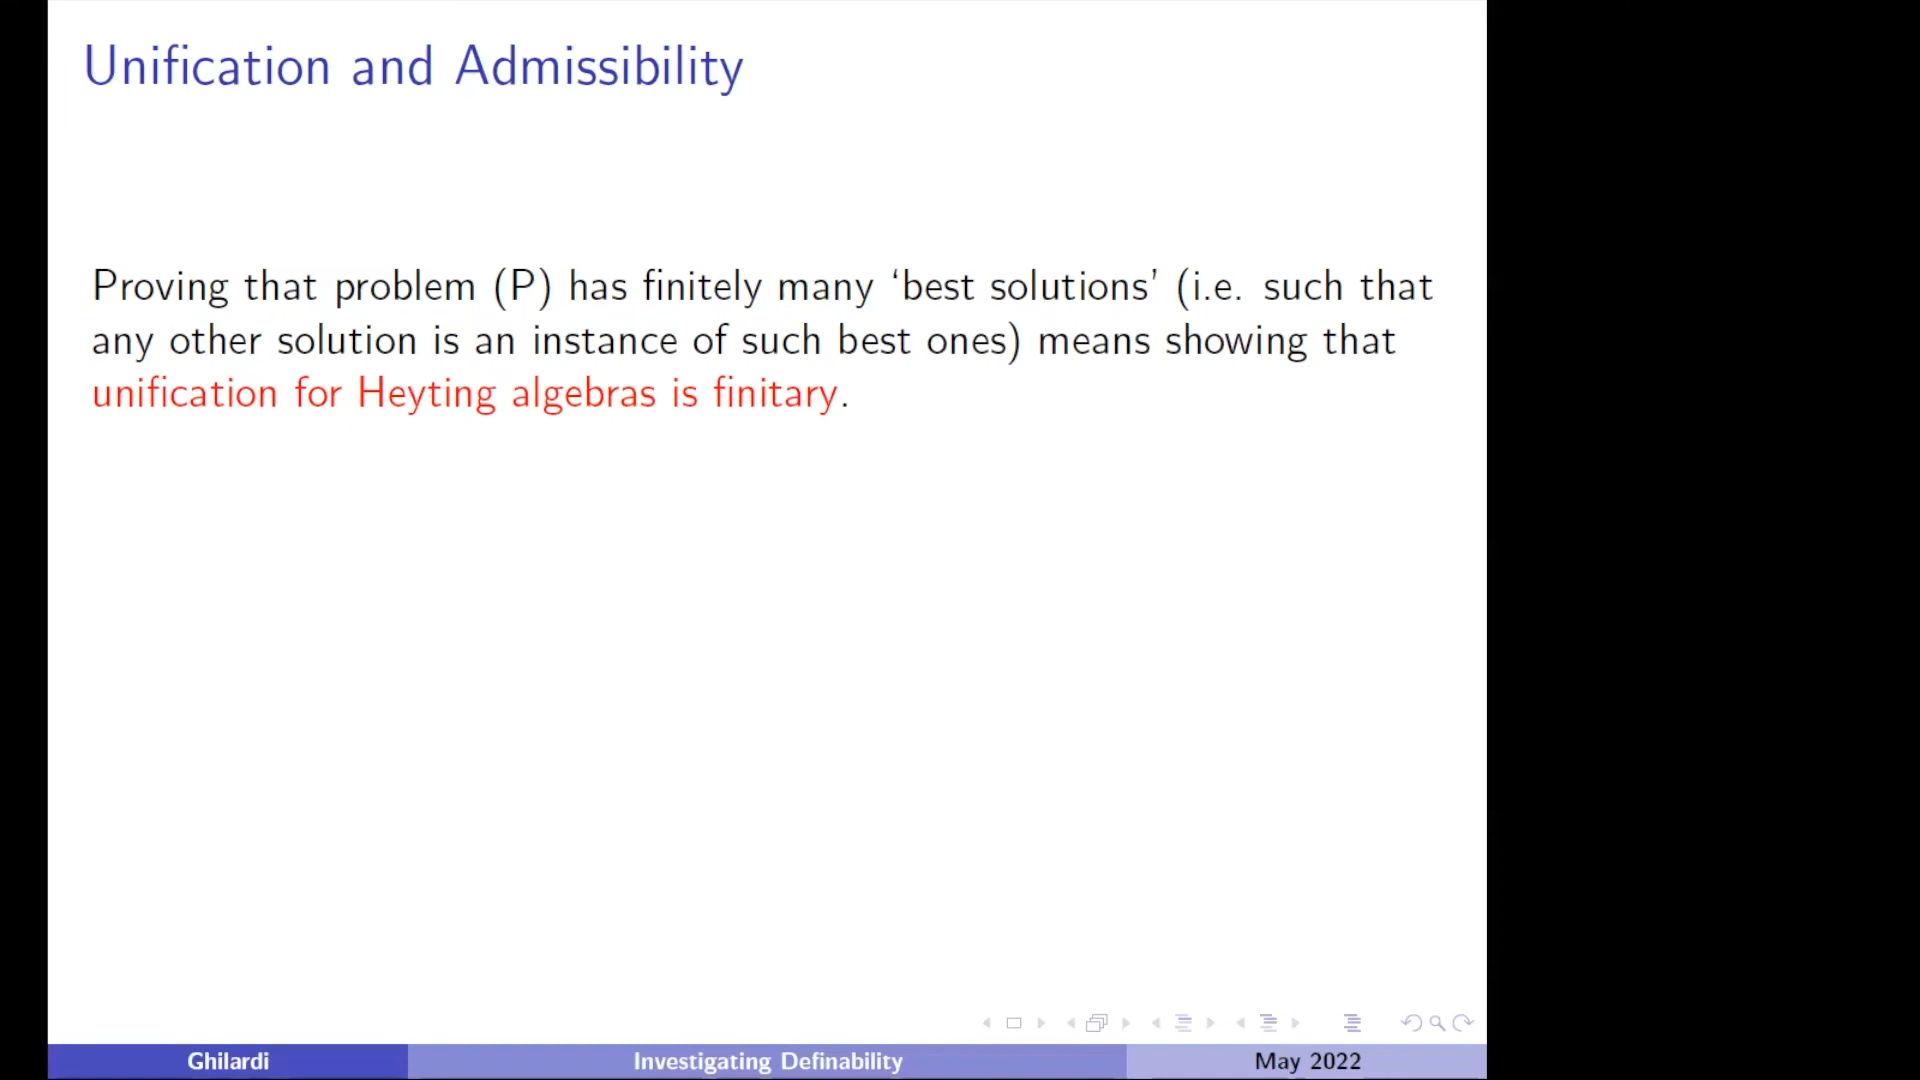 Unification and Admissibility
Proving that problem (P) has finitely many ‘best solutions’ (i.e. such that
any other solution is an instance of such best ones) means showing that
unification for Heyting algebras is finitary.
Ghilardi
Investigating Definability
May 2022